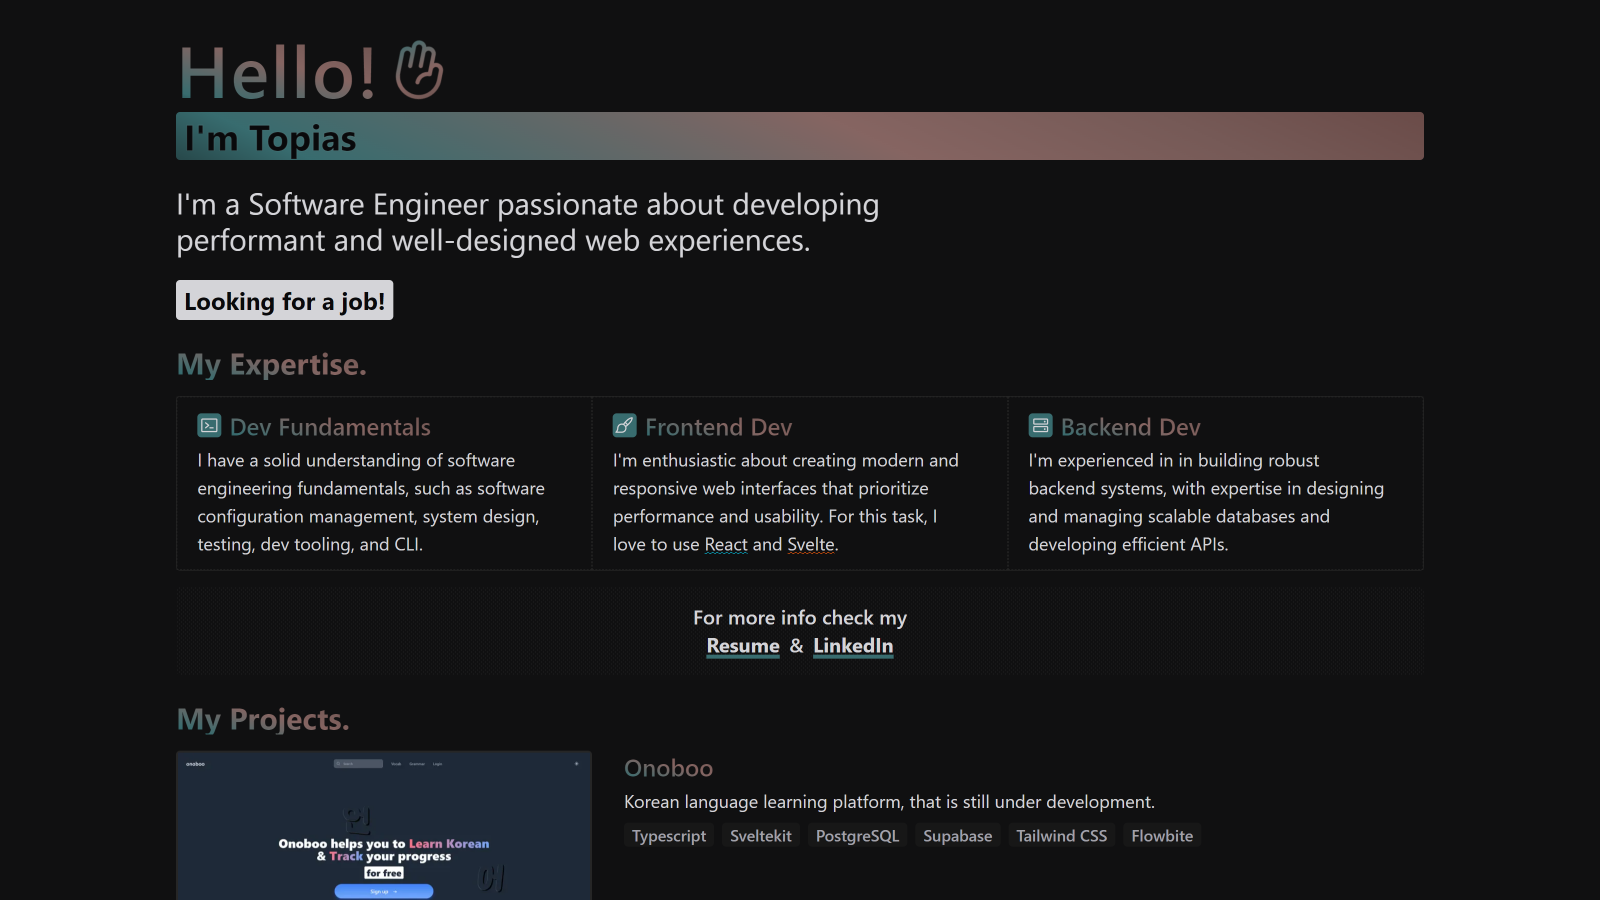 Hello!
I'm Topias
I'm a Software Engineer passionate about developing
performant and well-designed web experiences.
Looking for a job!
My Expertise.
Dev Fundamentals
I have a solid understanding of software
engineering fundamentals, such as software
configuration management, system design,
testing, dev tooling, and CLI.
Frontend Dev
I'm enthusiastic about creating modern and
responsive web interfaces that prioritize
performance and usability. For this task, I
love to use React and Svelte.
Backend Dev
I'm experienced in in building robust
backend systems, with expertise in designing
and managing scalable databases and
developing efficient APIs.
For more info check my
Resume & LinkedIn
My Projects.
onoboo
Login
언
Onoboo helps you to Learn Korean
& Track your progress
for free
어
Sign up →
Onoboo
Korean language learning platform, that is still under development.
Typescript Sveltekit PostgreSQL Supabase Tailwind CSS Flowbite